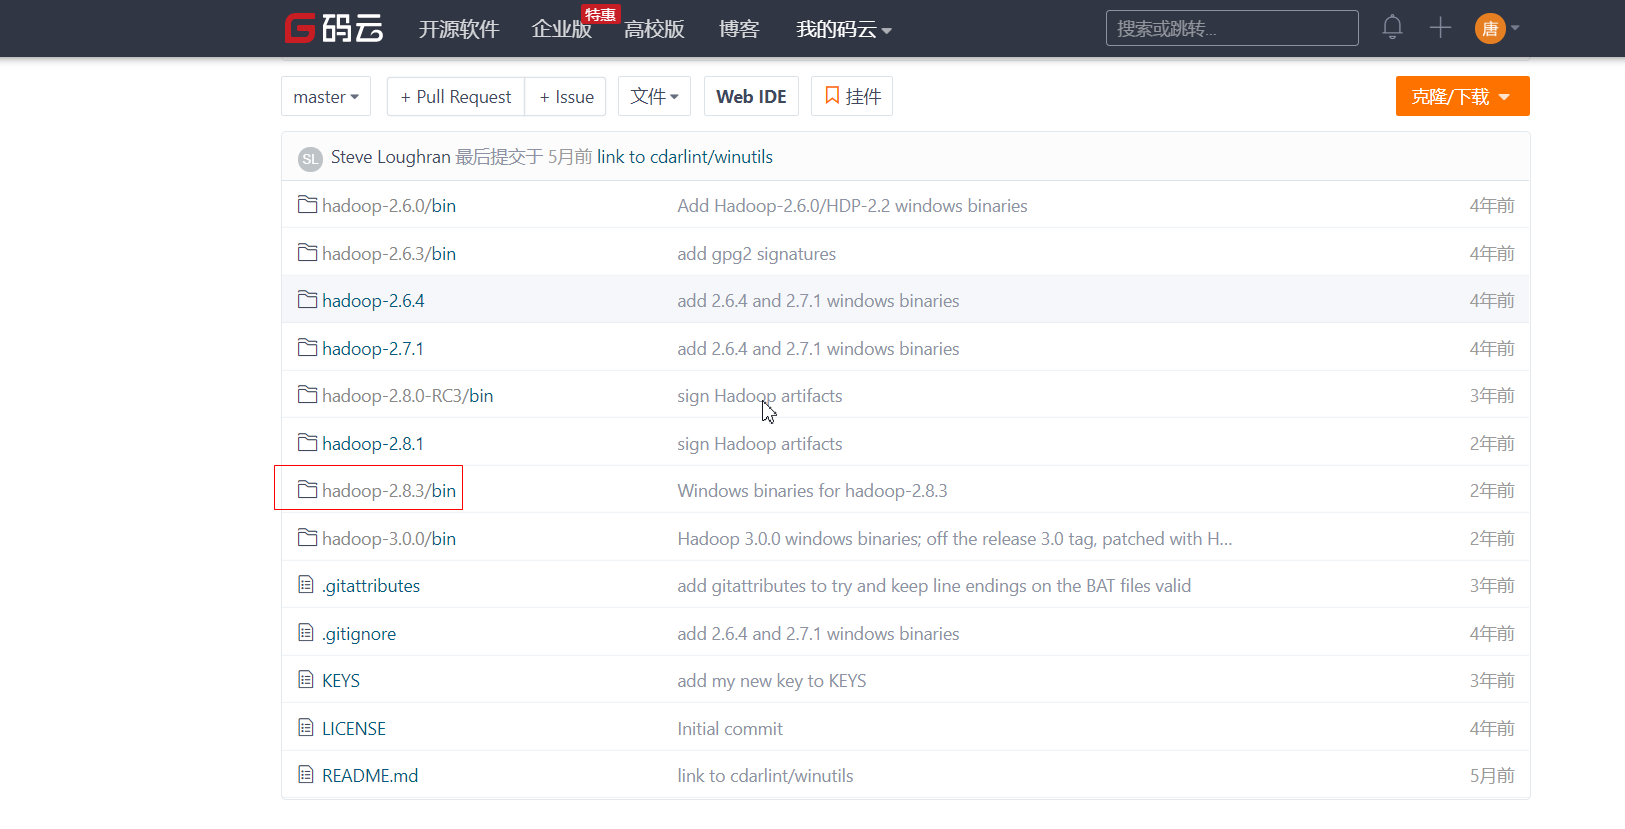 G码云 开源软件 企业版 特惠 高校版 博客 我的码云 搜索或跳转... 唐
master + Pull Request + Issue 文件 Web IDE 挂件 克隆/下载
SL Steve Loughran 最后提交于 5月前 link to cdarlint/winutils
hadoop-2.6.0/bin Add Hadoop-2.6.0/HDP-2.2 windows binaries 4年前
hadoop-2.6.3/bin add gpg2 signatures 4年前
hadoop-2.6.4 add 2.6.4 and 2.7.1 windows binaries 4年前
hadoop-2.7.1 add 2.6.4 and 2.7.1 windows binaries 4年前
hadoop-2.8.0-RC3/bin sign Hadoop artifacts 3年前
hadoop-2.8.1 sign Hadoop artifacts 2年前
hadoop-2.8.3/bin Windows binaries for hadoop-2.8.3 2年前
hadoop-3.0.0/bin Hadoop 3.0.0 windows binaries; off the release 3.0 tag, patched with H... 2年前
.gitattributes add gitattributes to try and keep line endings on the BAT files valid 3年前
.gitignore add 2.6.4 and 2.7.1 windows binaries 4年前
KEYS add my new key to KEYS 3年前
LICENSE Initial commit 4年前
README.md link to cdarlint/winutils 5月前